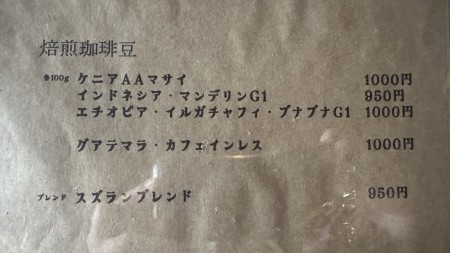 焙煎珈琲豆
各100g ケニアAAマサイ 1000円
インドネシア・マンデリンG1 950円
エチオピア・イルガチャフィ・ブナブナG1 1000円
グアテマラ・カフェインレス 1000円
ブレンド スズランブレンド 950円